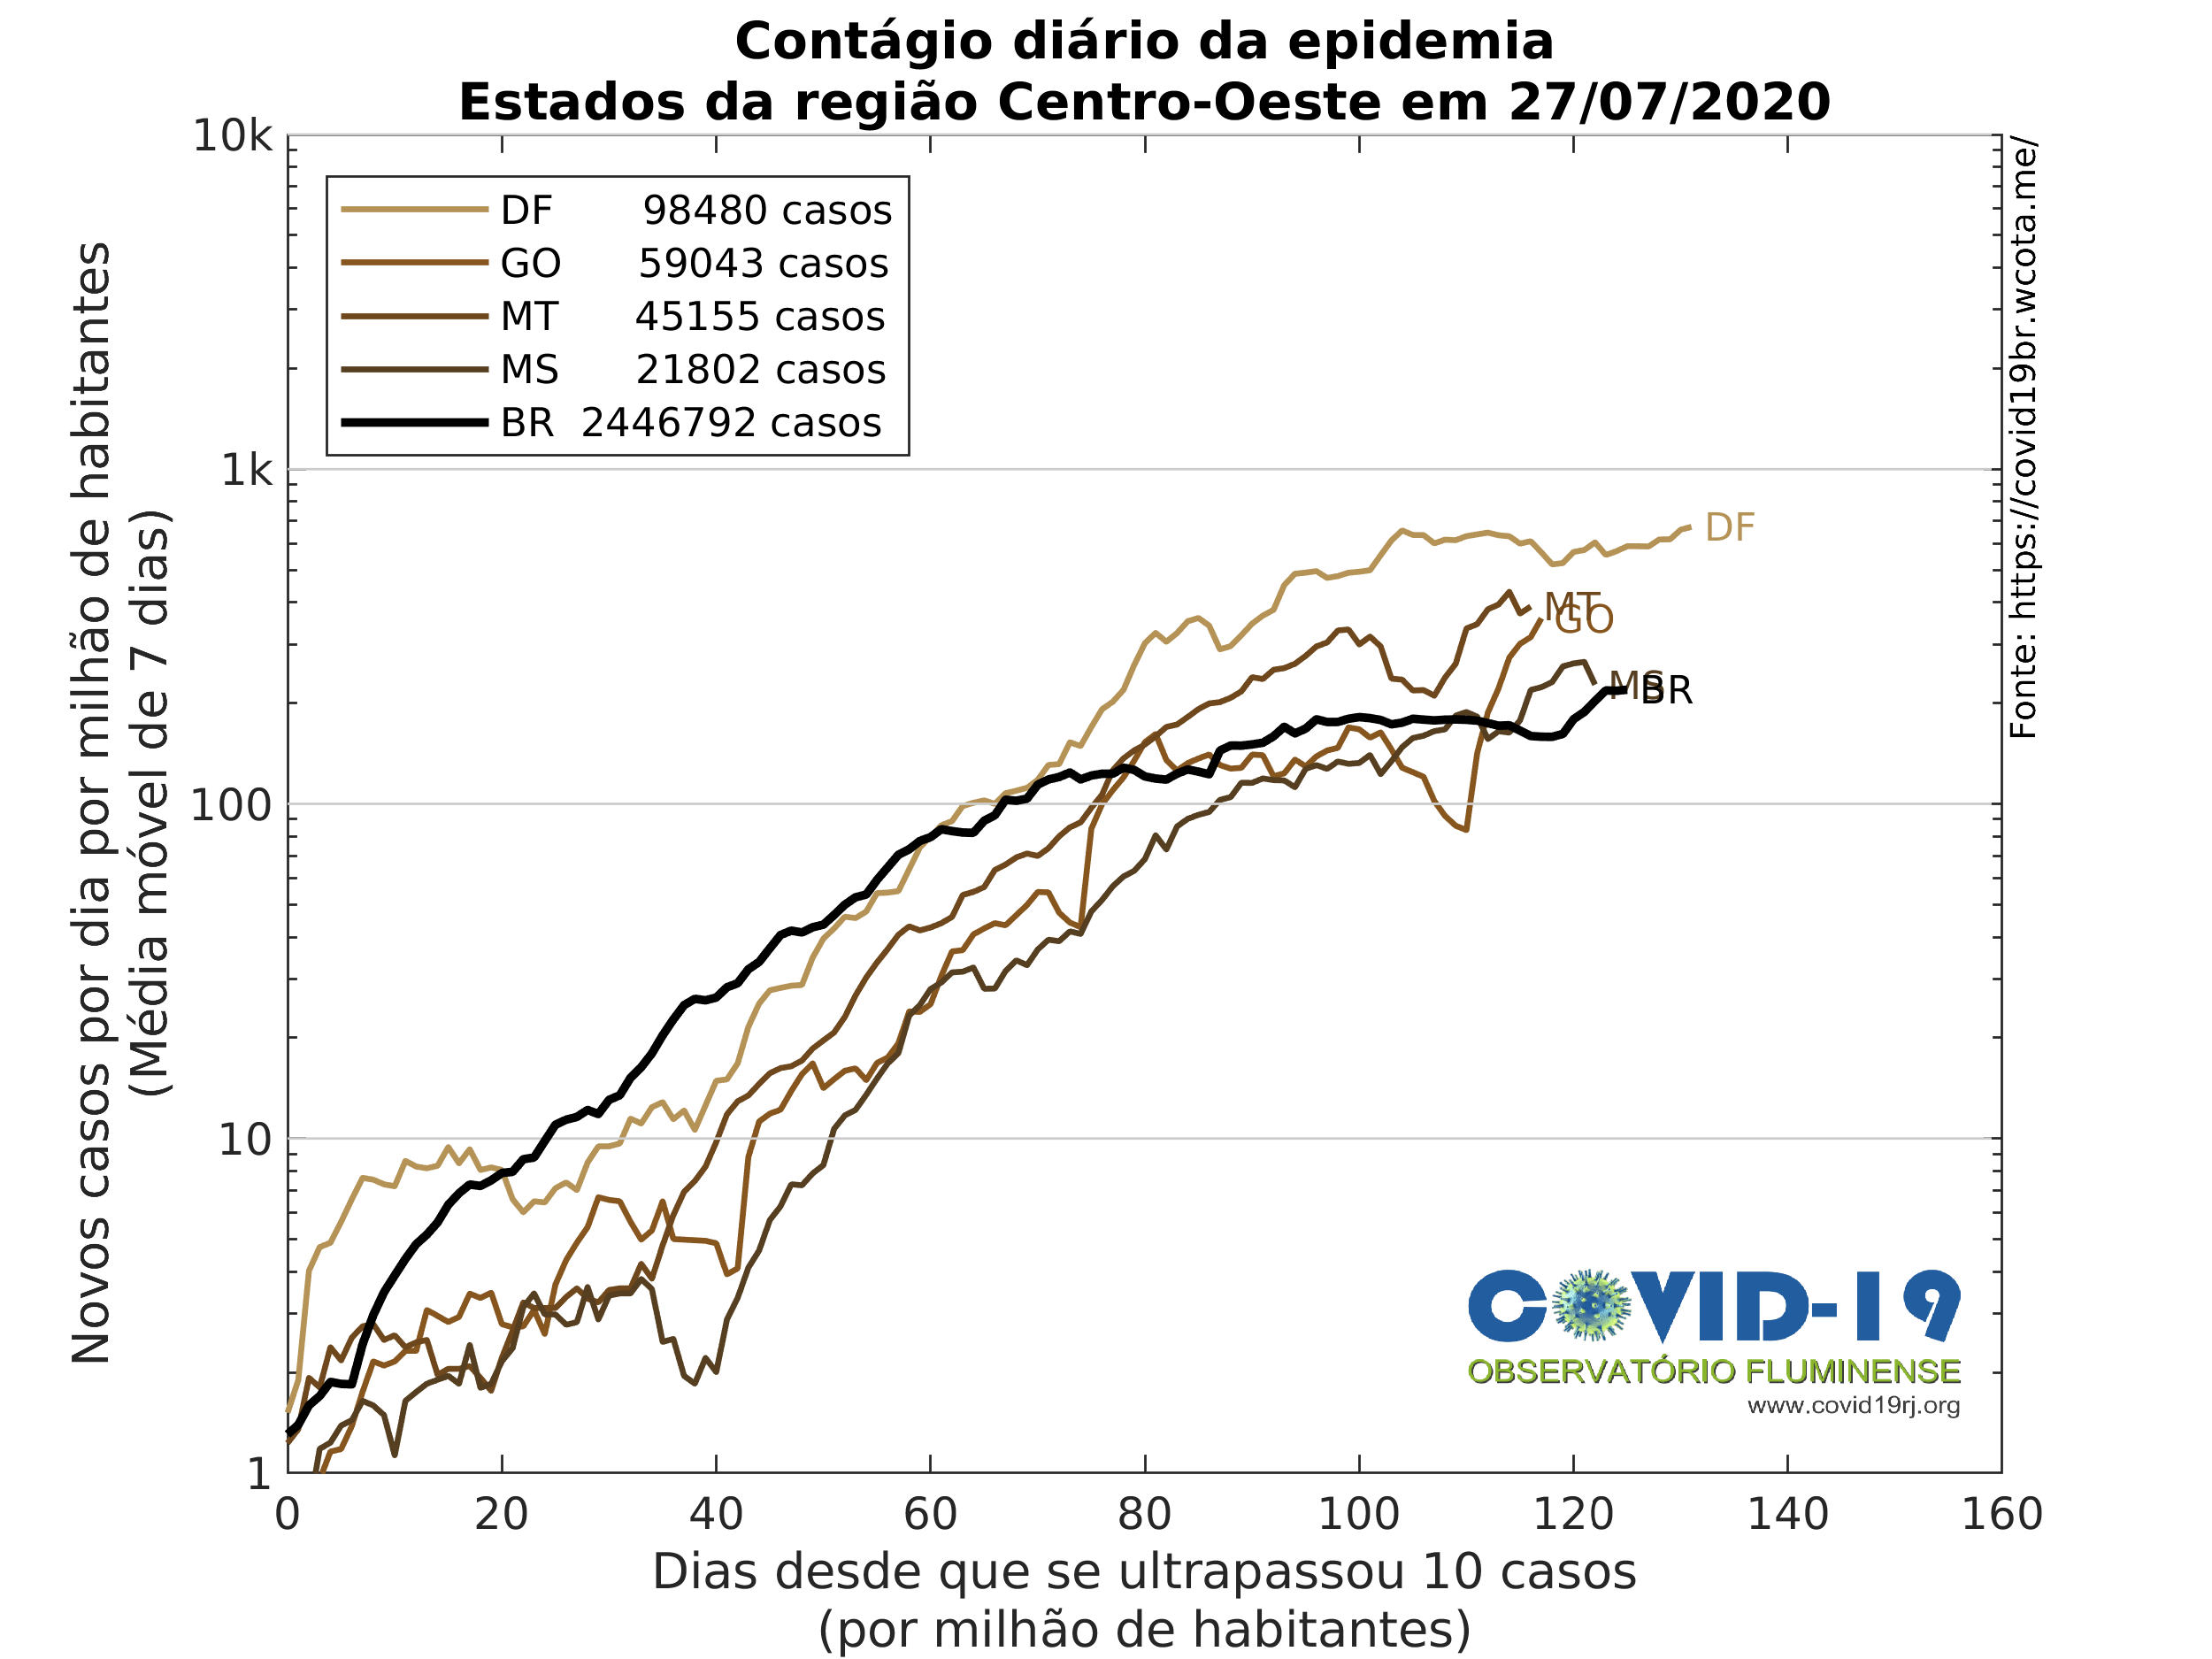 Contágio diário da epidemia
Estados da região Centro-Oeste em 27/07/2020
Novos casos por dia por milhão de habitantes
(Média móvel de 7 dias)
10k
1k
100
10
1
DF 98480 casos
GO 59043 casos
MT 45155 casos
MS 21802 casos
BR 2446792 casos
DF
MT
GO
MS
BR
Fonte: https://covid19br.wcota.me/
COVID-19
OBSERVATÓRIO FLUMINENSE
www.covid19rj.org
0 20 40 60 80 100 120 140 160
Dias desde que se ultrapassou 10 casos
(por milhão de habitantes)